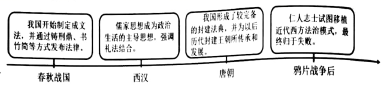 我国开始制定成文
法，并通过铸刑鼎、书
竹简等方式发布法律。
儒家思想成为政治
生活的主导思想，强调
礼法结合。
我国形成了较完备
的封建法典，并为以后
历代封建王朝所传承和
发展。
仁人志士试图移植
近代西方法治模式，最
终归于失败。
春秋战国
西汉
唐朝
鸦片战争后